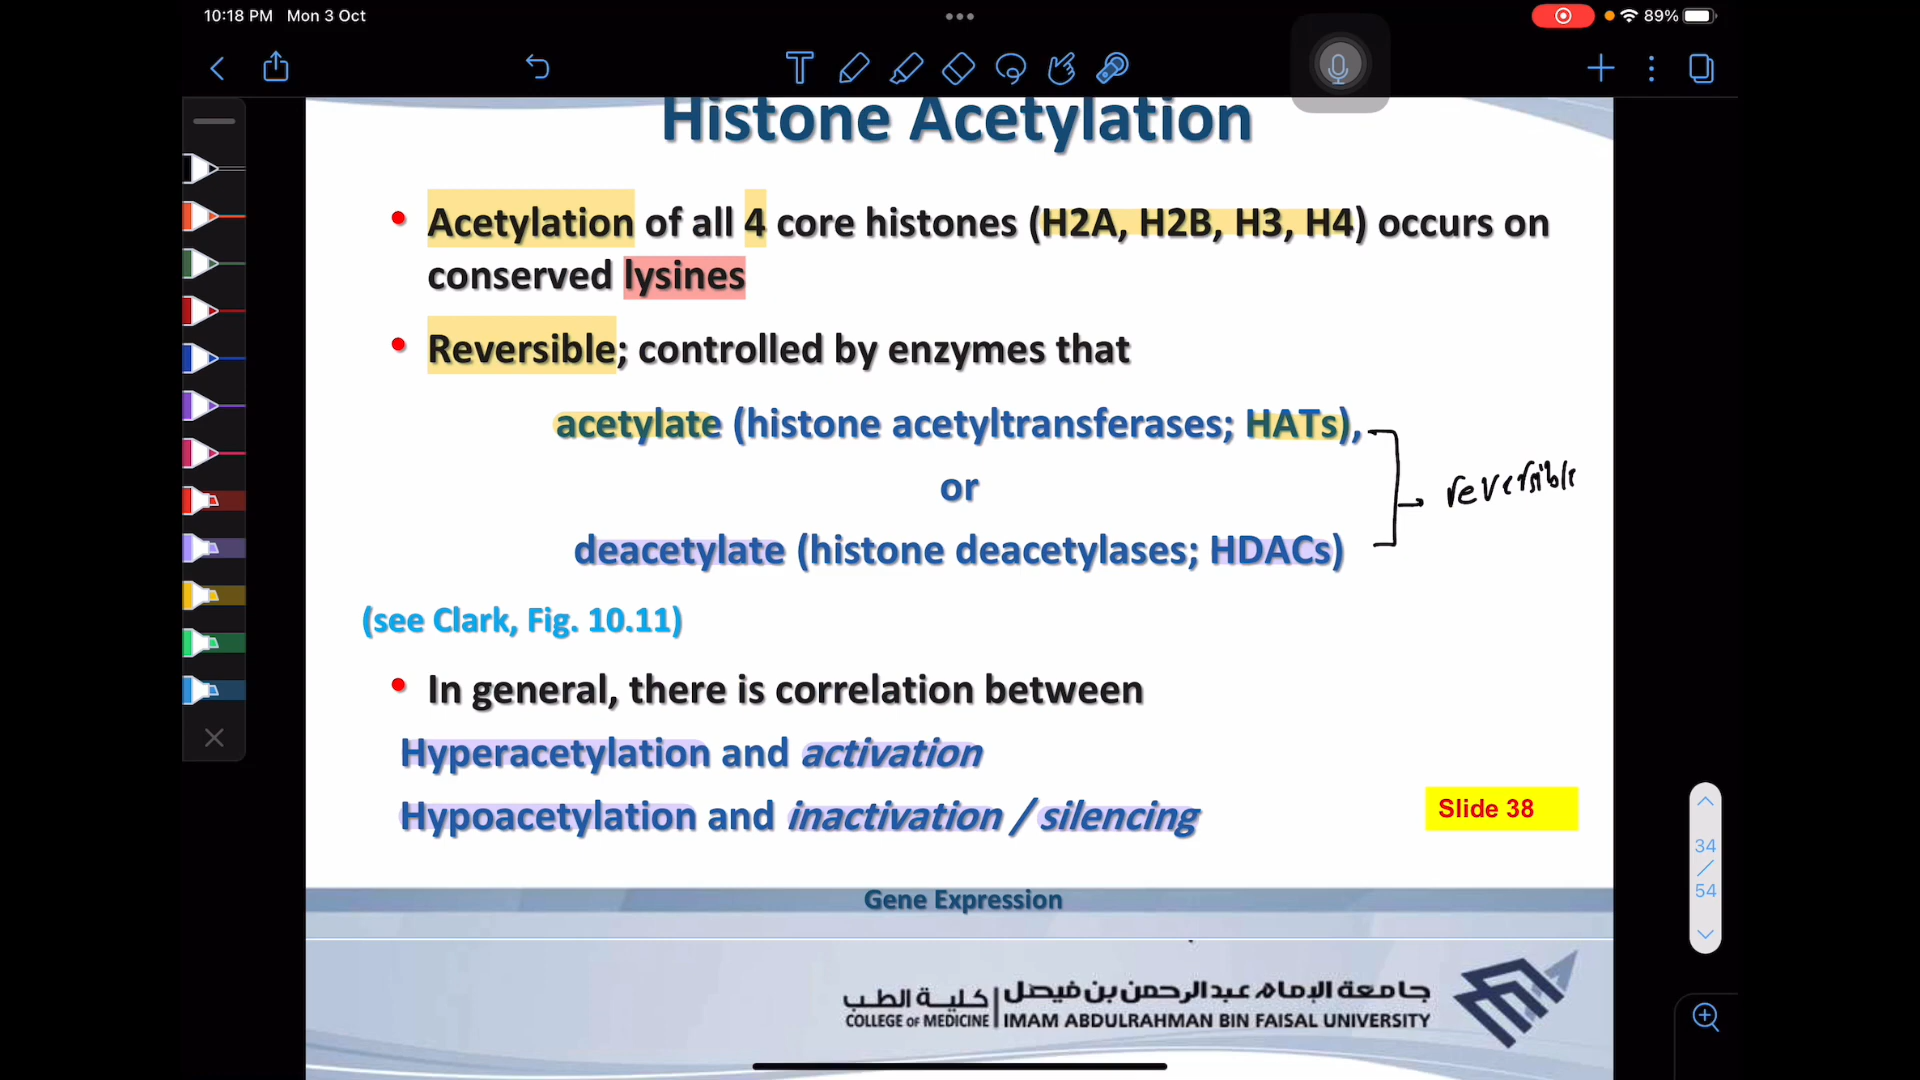 10:18 PM Mon 3 Oct
89%
T
Histone Acetylation
• Acetylation of all 4 core histones (H2A, H2B, H3, H4) occurs on
conserved lysines
• Reversible; controlled by enzymes that
acetylate (histone acetyltransferases; HATs),
or
reversible
deacetylate (histone deacetylases; HDACs)
(see Clark, Fig. 10.11)
• In general, there is correlation between
Hyperacetylation and activation
Hypoacetylation and inactivation / silencing
Slide 38
34
/
54
Gene Expression
جامعة الإمام عبدالرحمن بن فيصل | كلية الطب
COLLEGE OF MEDICINE | IMAM ABDULRAHMAN BIN FAISAL UNIVERSITY